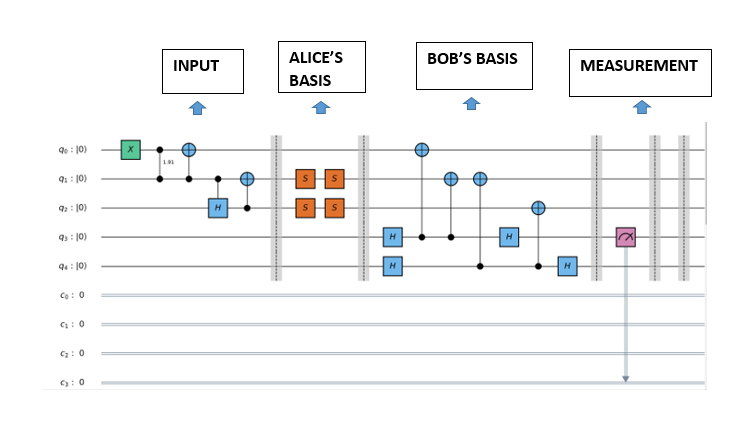 INPUT
ALICE'S
BASIS
BOB'S BASIS
MEASUREMENT
q₀ : |0⟩ X
1.91
q₁ : |0⟩ S S
q₂ : |0⟩ H S S
q₃ : |0⟩ H H
q₄ : |0⟩ H H
c₀ : 0
c₁ : 0
c₂ : 0
c₃ : 0